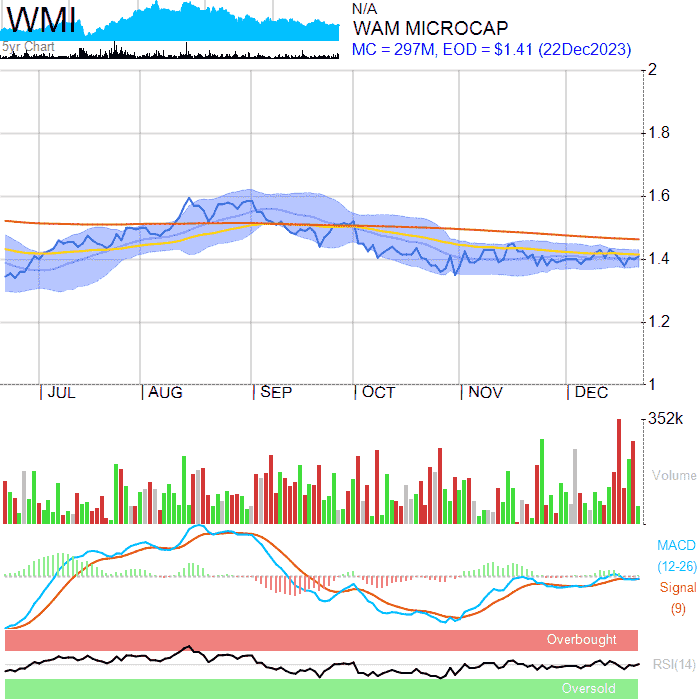 WMI
5yr Chart
N/A
WAM MICROCAP
MC = 297M, EOD = $1.41 (22Dec2023)
2
1.8
1.6
1.4
1.2
1
JUL AUG SEP OCT NOV DEC
352k
Volume
MACD
(12-26)
Signal
(9)
Overbought
RSI(14)
Oversold